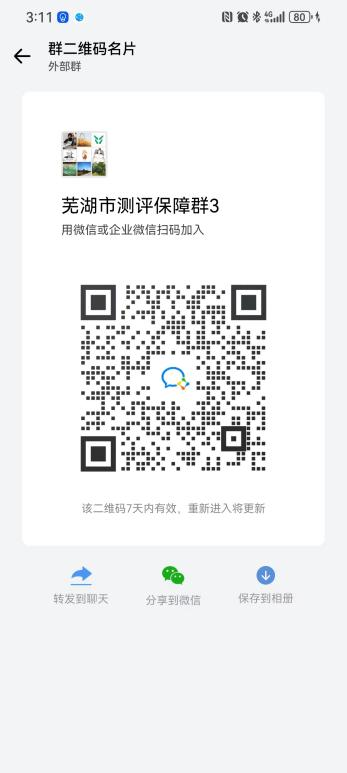 3:11
4G
80
群二维码名片
外部群
芜湖市测评保障群3
用微信或企业微信扫码加入
该二维码7天内有效，重新进入将更新
转发到聊天
分享到微信
保存到相册